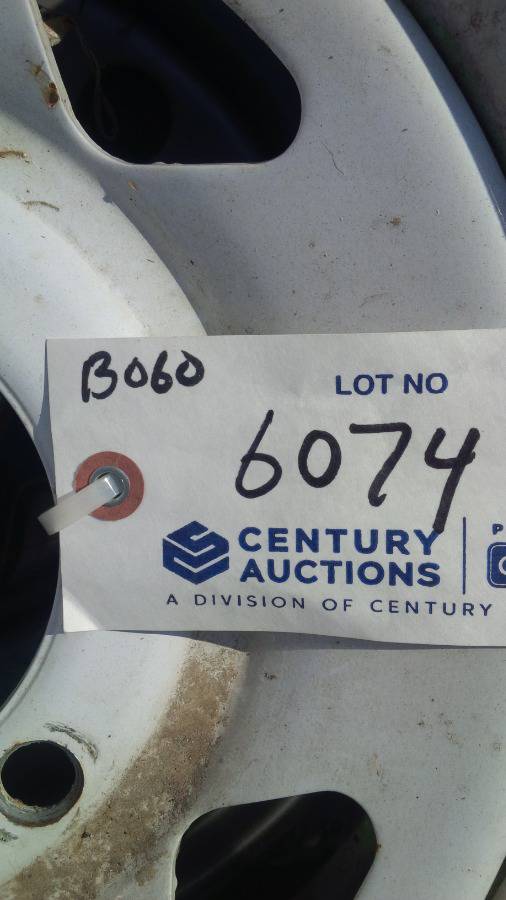 B060
LOT NO
6074
CENTURY
AUCTIONS
A DIVISION OF CENTURY
P